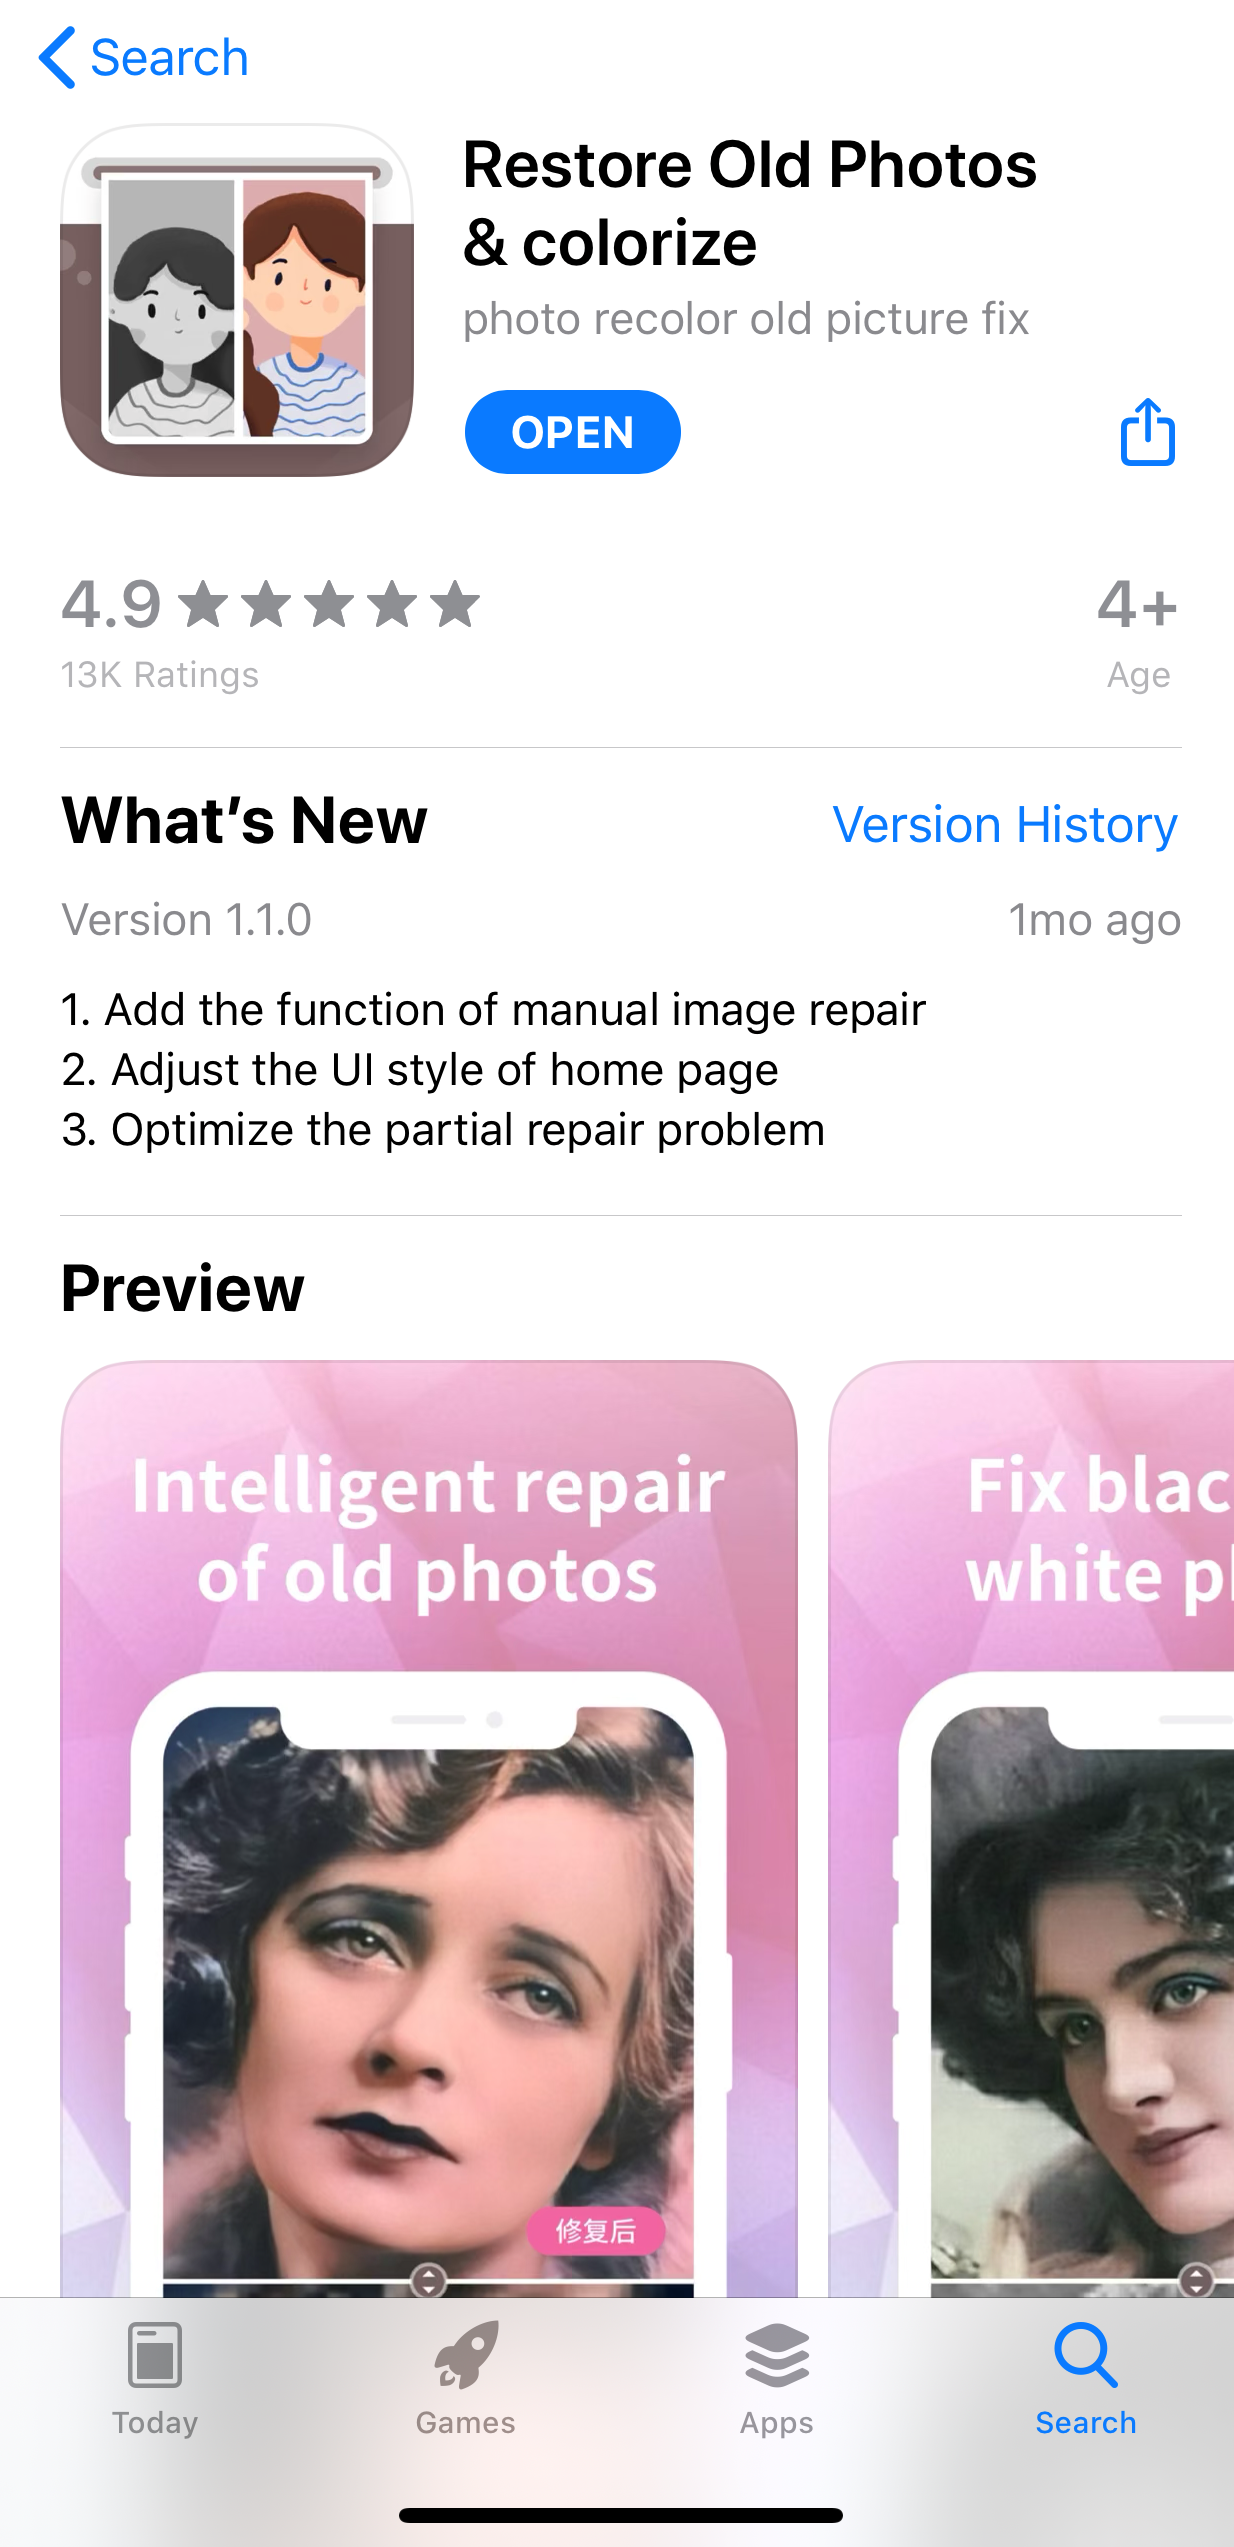 Search
Restore Old Photos
& colorize
photo recolor old picture fix
OPEN
4.9
4+
13K Ratings
Age
What's New
Version History
Version 1.1.0
1mo ago
1. Add the function of manual image repair
2. Adjust the UI style of home page
3. Optimize the partial repair problem
Preview
Intelligent repair
of old photos
Fix blac
white p
修复后
Today
Games
Apps
Search